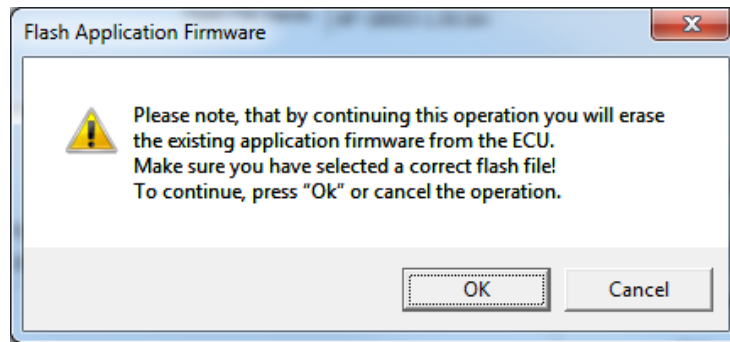 Flash Application Firmware
Please note, that by continuing this operation you will erase
the existing application firmware from the ECU.
Make sure you have selected a correct flash file!
To continue, press "Ok" or cancel the operation.
OK
Cancel